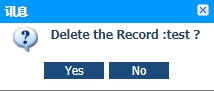 讯息
Delete the Record :test ?
Yes No